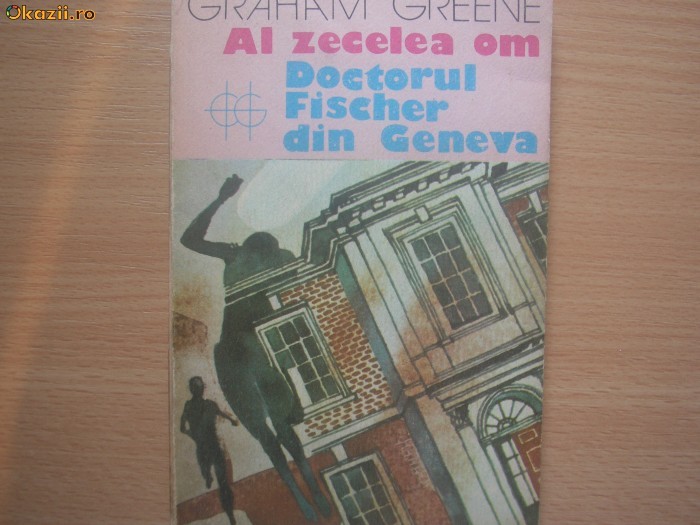 Okazii.ro
GRAHAM GREENE
Al zecelea om
Doctorul
Fischer
din Geneva